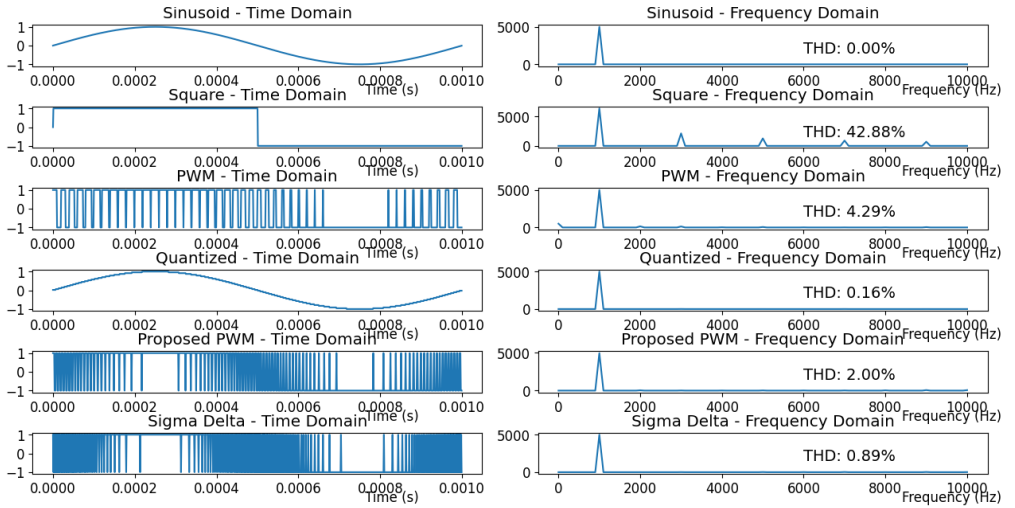 Sinusoid - Time Domain
1
0
−1
0.0000 0.0002 0.0004 0.0006 0.0008 0.0010
Time (s)
Sinusoid - Frequency Domain
5000
0
THD: 0.00%
0 2000 4000 6000 8000 10000
Frequency (Hz)
Square - Time Domain
1
0
−1
0.0000 0.0002 0.0004 0.0006 0.0008 0.0010
Time (s)
Square - Frequency Domain
5000
0
THD: 42.88%
0 2000 4000 6000 8000 10000
Frequency (Hz)
PWM - Time Domain
1
0
−1
0.0000 0.0002 0.0004 0.0006 0.0008 0.0010
Time (s)
PWM - Frequency Domain
5000
0
THD: 4.29%
0 2000 4000 6000 8000 10000
Frequency (Hz)
Quantized - Time Domain
1
0
−1
0.0000 0.0002 0.0004 0.0006 0.0008 0.0010
Time (s)
Quantized - Frequency Domain
5000
0
THD: 0.16%
0 2000 4000 6000 8000 10000
Frequency (Hz)
Proposed PWM - Time Domain
1
0
−1
0.0000 0.0002 0.0004 0.0006 0.0008 0.0010
Time (s)
Proposed PWM - Frequency Domain
5000
0
THD: 2.00%
0 2000 4000 6000 8000 10000
Frequency (Hz)
Sigma Delta - Time Domain
1
0
−1
0.0000 0.0002 0.0004 0.0006 0.0008 0.0010
Time (s)
Sigma Delta - Frequency Domain
5000
0
THD: 0.89%
0 2000 4000 6000 8000 10000
Frequency (Hz)